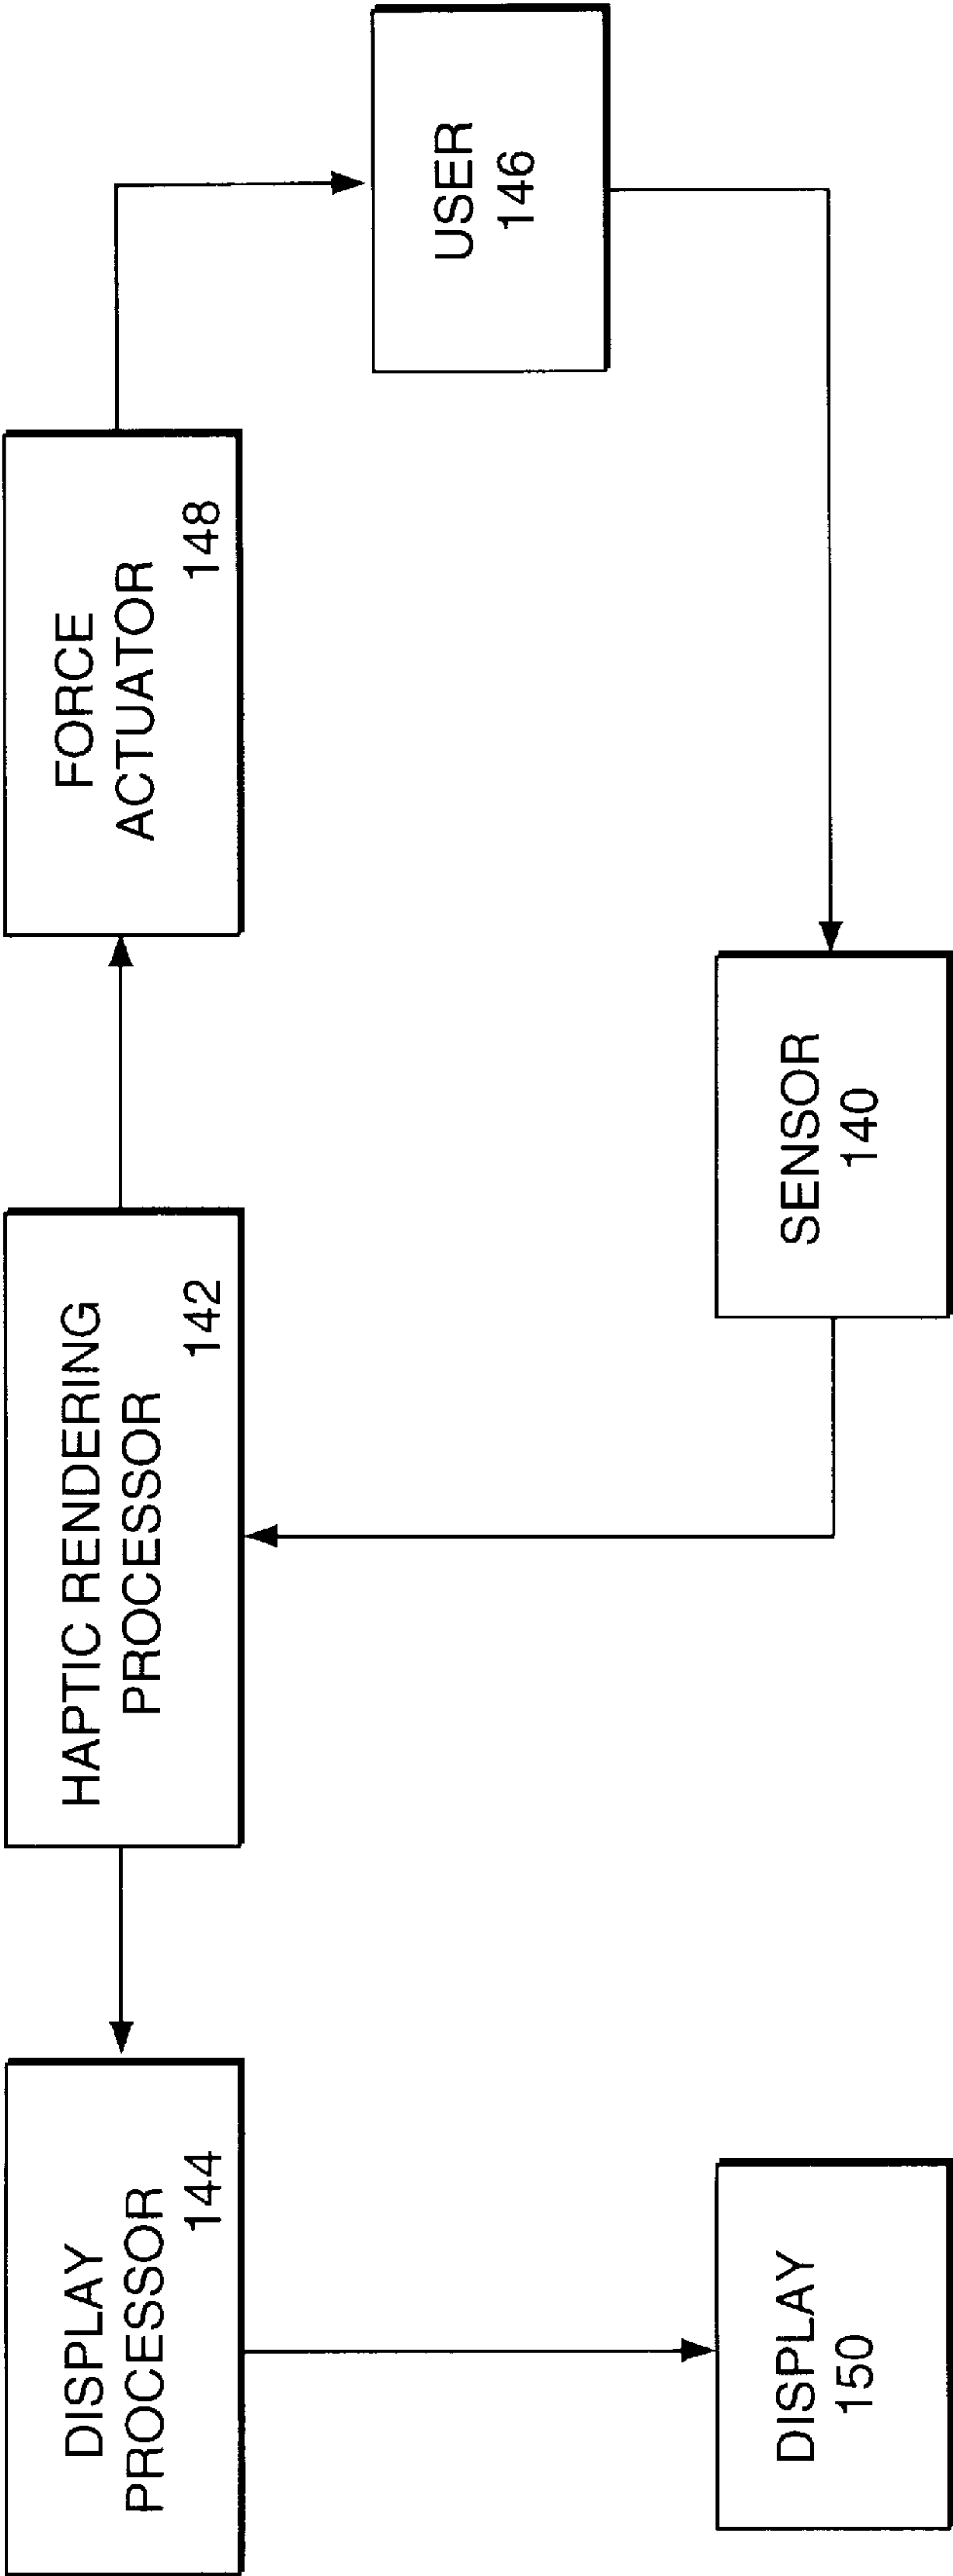 DISPLAY
PROCESSOR
144
HAPTIC RENDERING
PROCESSOR
142
FORCE
ACTUATOR
148
USER
146
DISPLAY
150
SENSOR
140